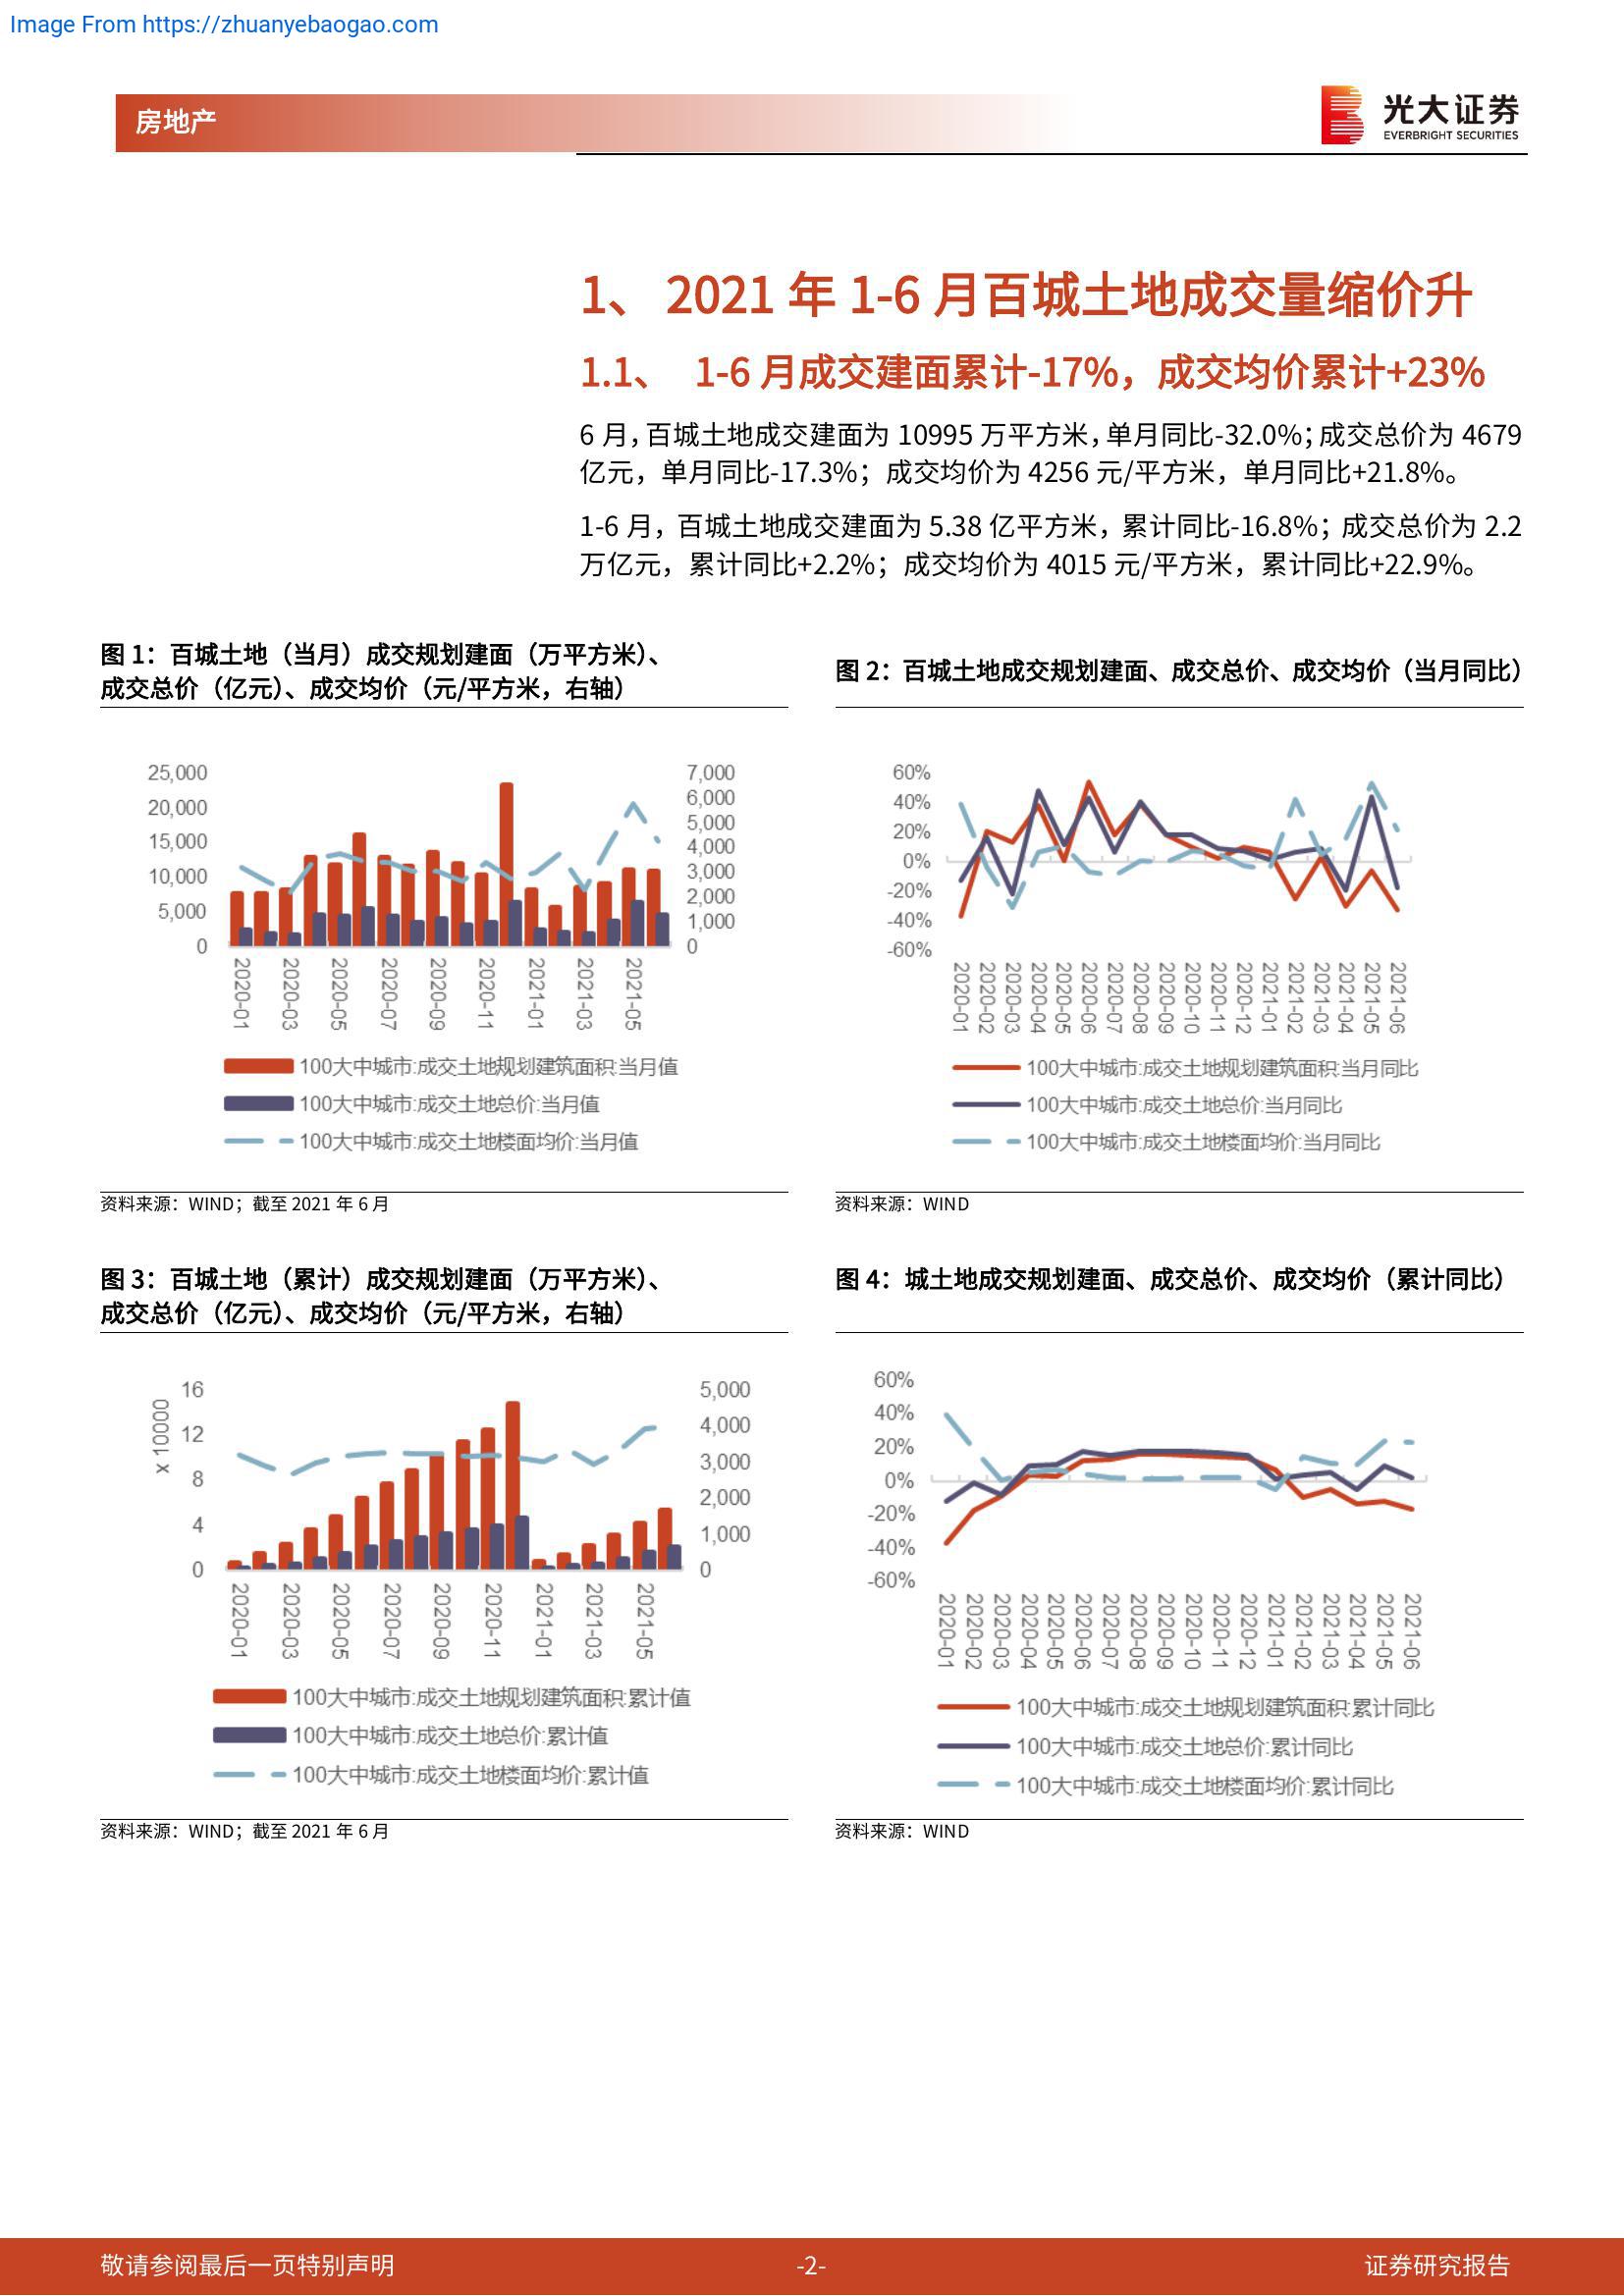 Image From https://zhuanyebaogao.com
房地产
光大证券
EVERBRIGHT SECURITIES
1、 2021 年 1-6 月百城土地成交量缩价升
1.1、 1-6 月成交建面累计-17%，成交均价累计+23%
6 月，百城土地成交建面为 10995 万平方米，单月同比-32.0%；成交总价为 4679
亿元，单月同比-17.3%；成交均价为 4256 元/平方米，单月同比+21.8%。
1-6 月，百城土地成交建面为 5.38 亿平方米，累计同比-16.8%；成交总价为 2.2
万亿元，累计同比+2.2%；成交均价为 4015 元/平方米，累计同比+22.9%。
图 1：百城土地（当月）成交规划建面（万平方米）、
成交总价（亿元）、成交均价（元/平方米，右轴）
25,000
20,000
15,000
10,000
5,000
0
7,000
6,000
5,000
4,000
3,000
2,000
1,000
0
2020-01
2020-03
2020-05
2020-07
2020-09
2020-11
2021-01
2021-03
2021-05
100大中城市:成交土地规划建筑面积:当月值
100大中城市:成交土地总价:当月值
100大中城市:成交土地楼面均价:当月值
资料来源：WIND；截至 2021 年 6 月
图 2：百城土地成交规划建面、成交总价、成交均价（当月同比）
60%
40%
20%
0%
-20%
-40%
-60%
2020-01
2020-02
2020-03
2020-04
2020-05
2020-06
2020-07
2020-08
2020-09
2020-10
2020-11
2020-12
2021-01
2021-02
2021-03
2021-04
2021-05
2021-06
100大中城市:成交土地规划建筑面积:当月同比
100大中城市:成交土地总价:当月同比
100大中城市:成交土地楼面均价:当月同比
资料来源：WIND
图 3：百城土地（累计）成交规划建面（万平方米）、
成交总价（亿元）、成交均价（元/平方米，右轴）
x 10000
16
12
8
4
0
5,000
4,000
3,000
2,000
1,000
0
2020-01
2020-03
2020-05
2020-07
2020-09
2020-11
2021-01
2021-03
2021-05
100大中城市:成交土地规划建筑面积:累计值
100大中城市:成交土地总价:累计值
100大中城市:成交土地楼面均价:累计值
资料来源：WIND；截至 2021 年 6 月
图 4：城土地成交规划建面、成交总价、成交均价（累计同比）
60%
40%
20%
0%
-20%
-40%
-60%
2020-01
2020-02
2020-03
2020-04
2020-05
2020-06
2020-07
2020-08
2020-09
2020-10
2020-11
2020-12
2021-01
2021-02
2021-03
2021-04
2021-05
2021-06
100大中城市:成交土地规划建筑面积:累计同比
100大中城市:成交土地总价:累计同比
100大中城市:成交土地楼面均价:累计同比
资料来源：WIND
敬请参阅最后一页特别声明
-2-
证券研究报告